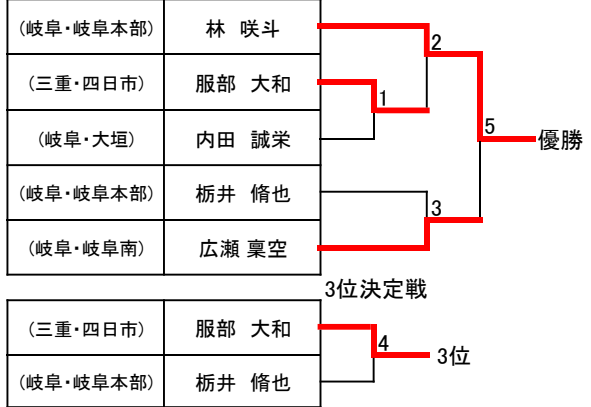 (岐阜・岐阜本部) 林 咲斗
2
(三重・四日市) 服部 大和
1
5
優勝
(岐阜・大垣) 内田 誠栄
(岐阜・岐阜本部) 栃井 脩也
3
(岐阜・岐阜南) 広瀬 稟空
3位決定戦
(三重・四日市) 服部 大和
4
3位
(岐阜・岐阜本部) 栃井 脩也